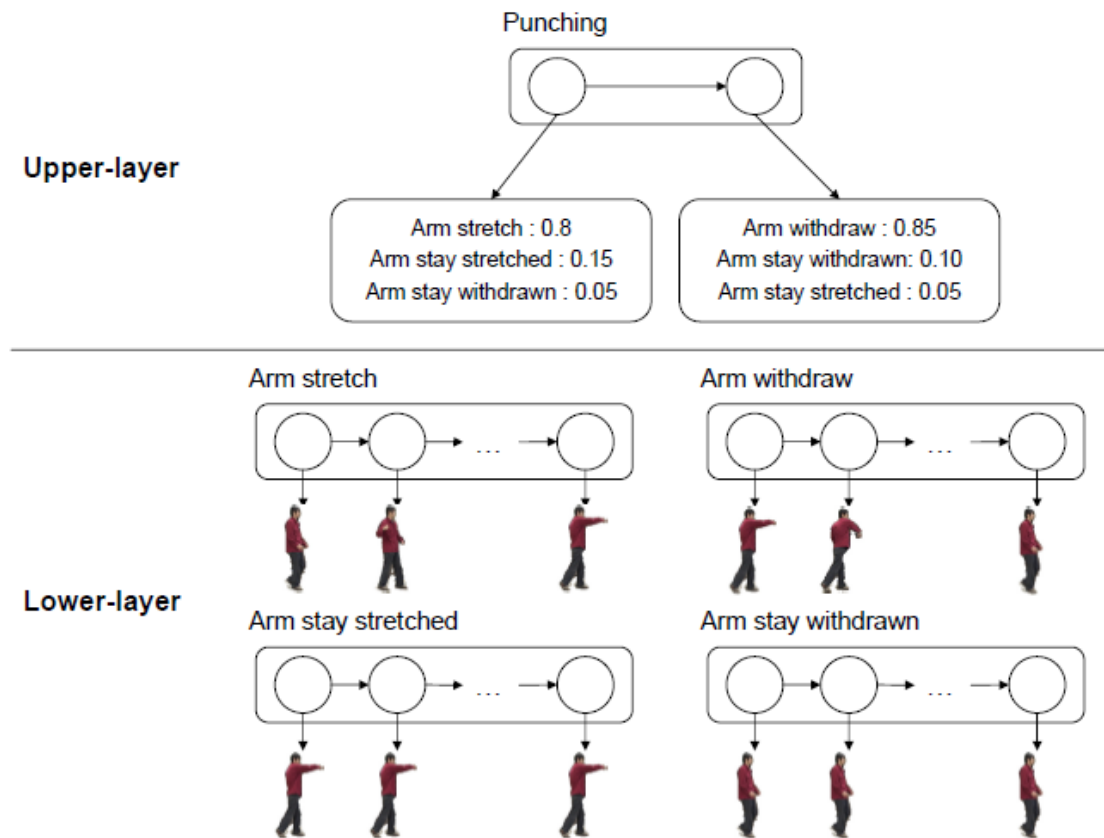 Punching
Upper-layer
Arm stretch : 0.8
Arm stay stretched : 0.15
Arm stay withdrawn : 0.05
Arm withdraw : 0.85
Arm stay withdrawn: 0.10
Arm stay stretched : 0.05
Lower-layer
Arm stretch
...
Arm withdraw
...
Arm stay stretched
...
Arm stay withdrawn
...